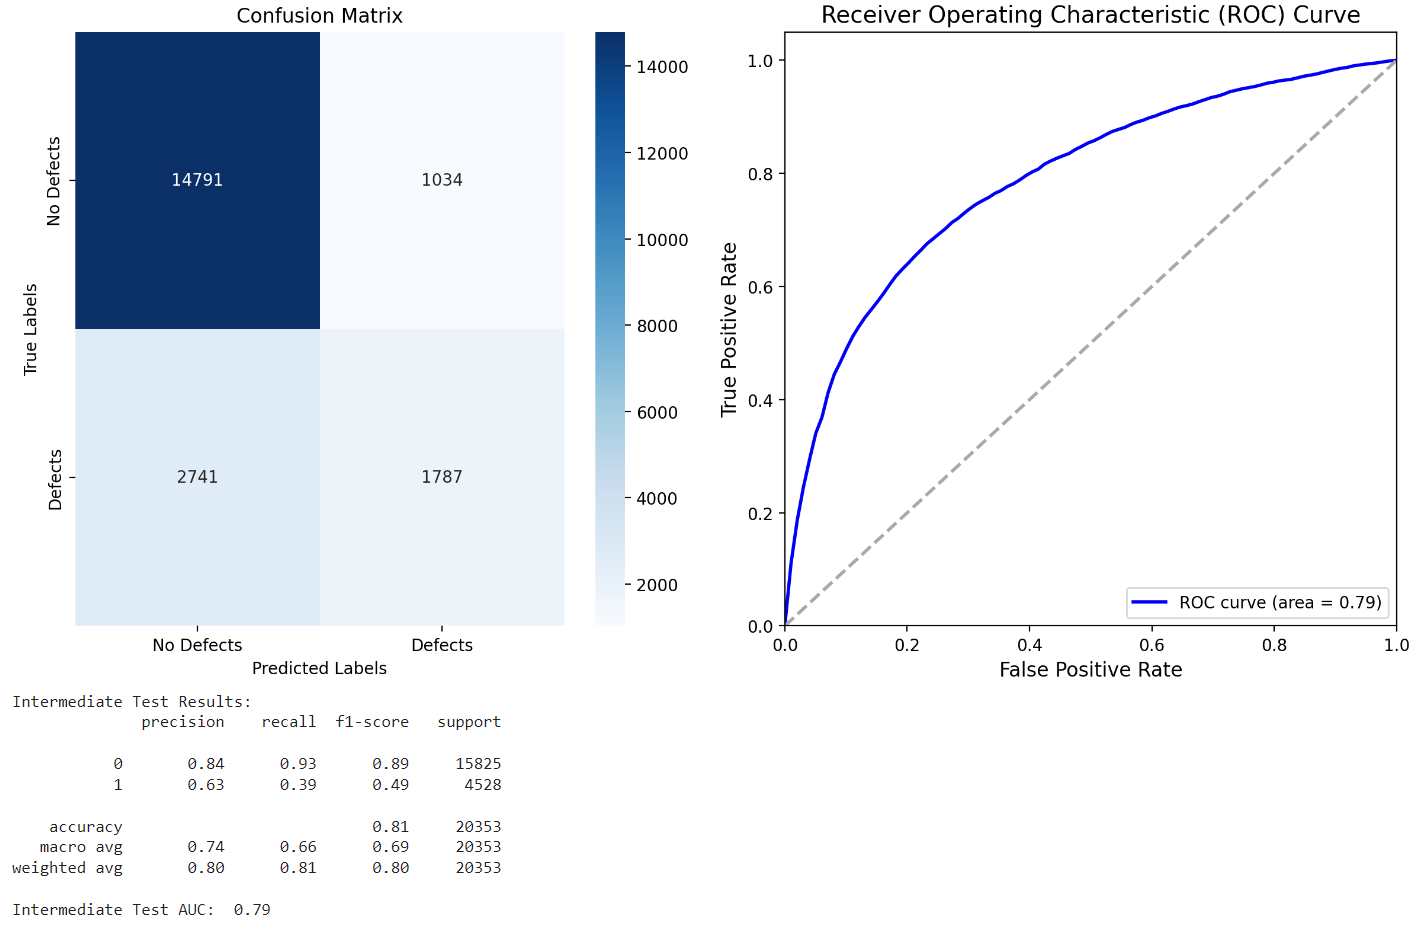 Confusion Matrix
No Defects
Defects
True Labels
14791
1034
2741
1787
No Defects
Defects
Predicted Labels
14000
12000
10000
8000
6000
4000
2000
Receiver Operating Characteristic (ROC) Curve
True Positive Rate
1.0
0.8
0.6
0.4
0.2
0.0
0.0
0.2
0.4
0.6
0.8
1.0
False Positive Rate
ROC curve (area = 0.79)
Intermediate Test Results:
precision recall f1-score support
0 0.84 0.93 0.89 15825
1 0.63 0.39 0.49 4528
accuracy 0.81 20353
macro avg 0.74 0.66 0.69 20353
weighted avg 0.80 0.81 0.80 20353
Intermediate Test AUC: 0.79